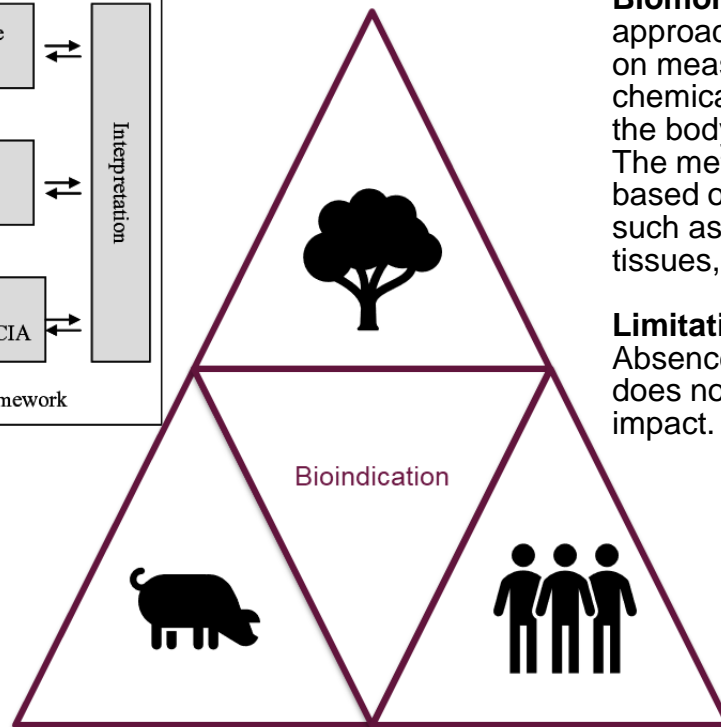 e
Interpretation
CIA
mework
approac
on meas
chemica
the body
The me
based o
such as
tissues,
Limitati
Absence
does no
impact.
Bioindication